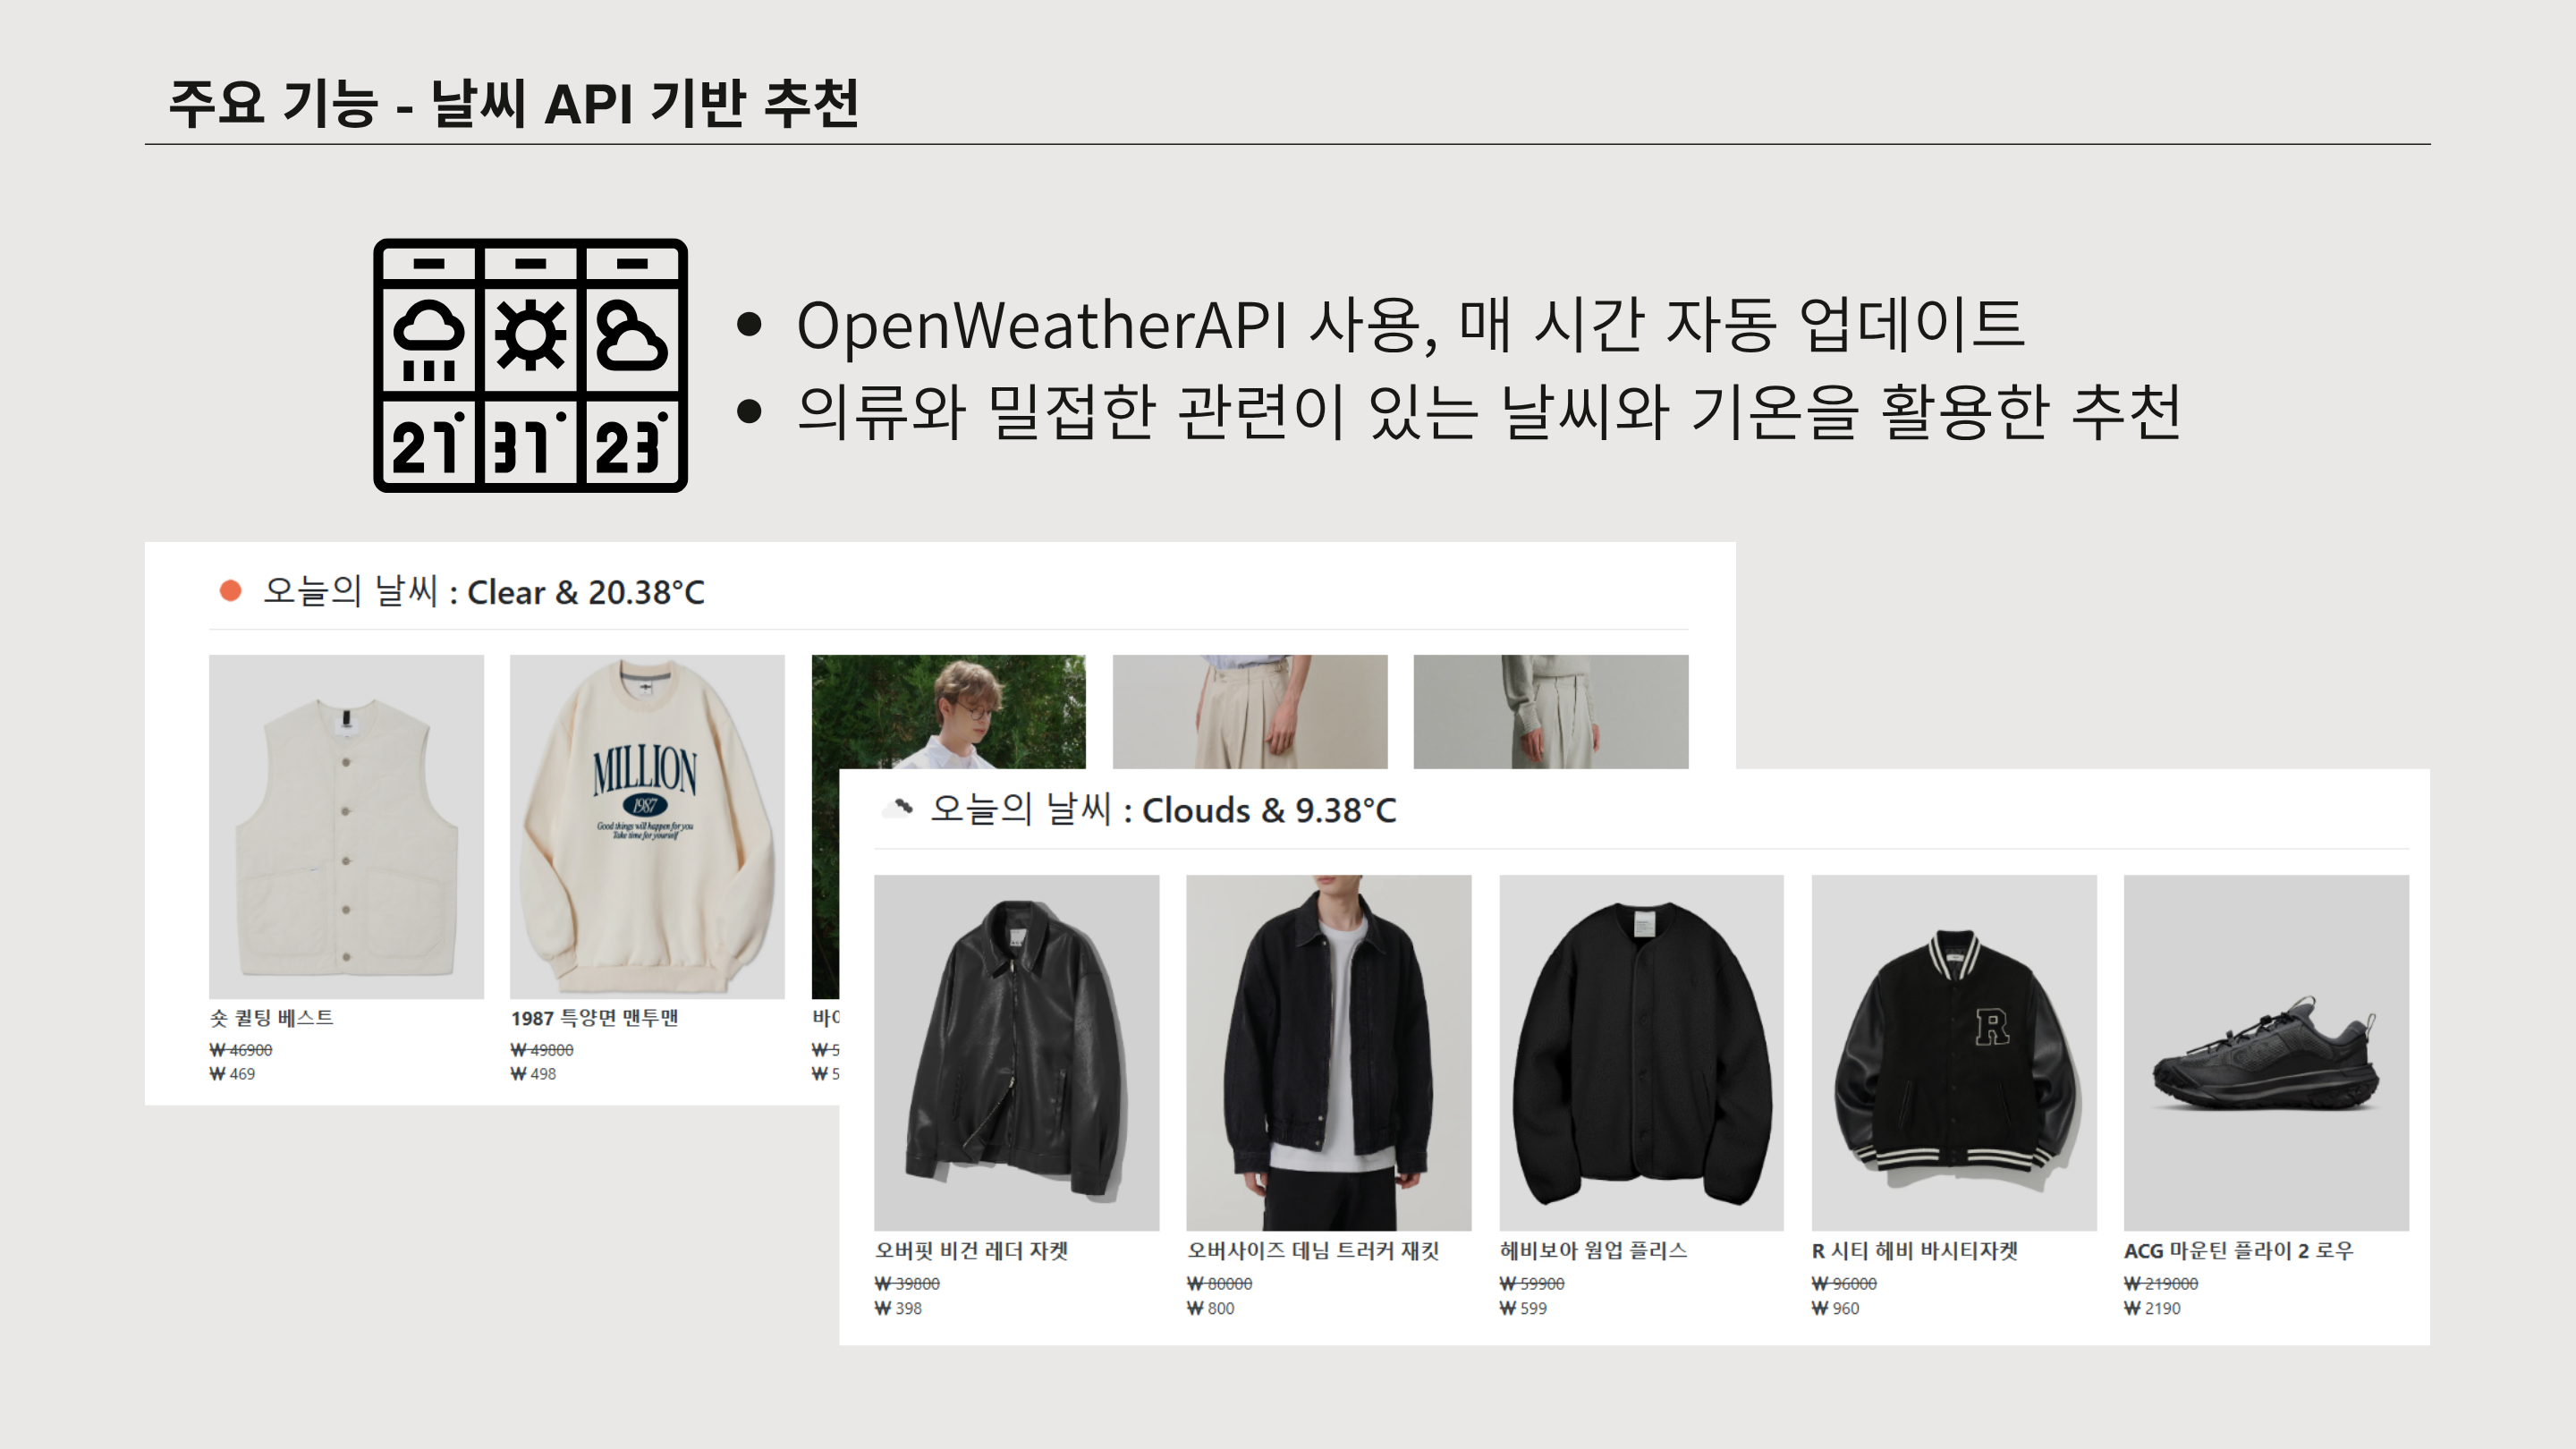 주요 기능 - 날씨 API 기반 추천
21° 31° 23°
• OpenWeatherAPI 사용, 매 시간 자동 업데이트
• 의류와 밀접한 관련이 있는 날씨와 기온을 활용한 추천
오늘의 날씨 : Clear & 20.38°C
MILLION
1987
Good things will happen for you
Take time for yourself
숏 퀼팅 베스트
₩ 46900
₩ 469
1987 특양면 맨투맨
₩ 49800
₩ 498
₩ 5
₩ 5
오늘의 날씨 : Clouds & 9.38°C
R
오버핏 비건 레더 자켓
₩ 39800
₩ 398
오버사이즈 데님 트러커 재킷
₩ 80000
₩ 800
헤비보아 웜업 플리스
₩ 59900
₩ 599
R 시티 헤비 바시티자켓
₩ 96000
₩ 960
ACG 마운틴 플라이 2 로우
₩ 219000
₩ 2190